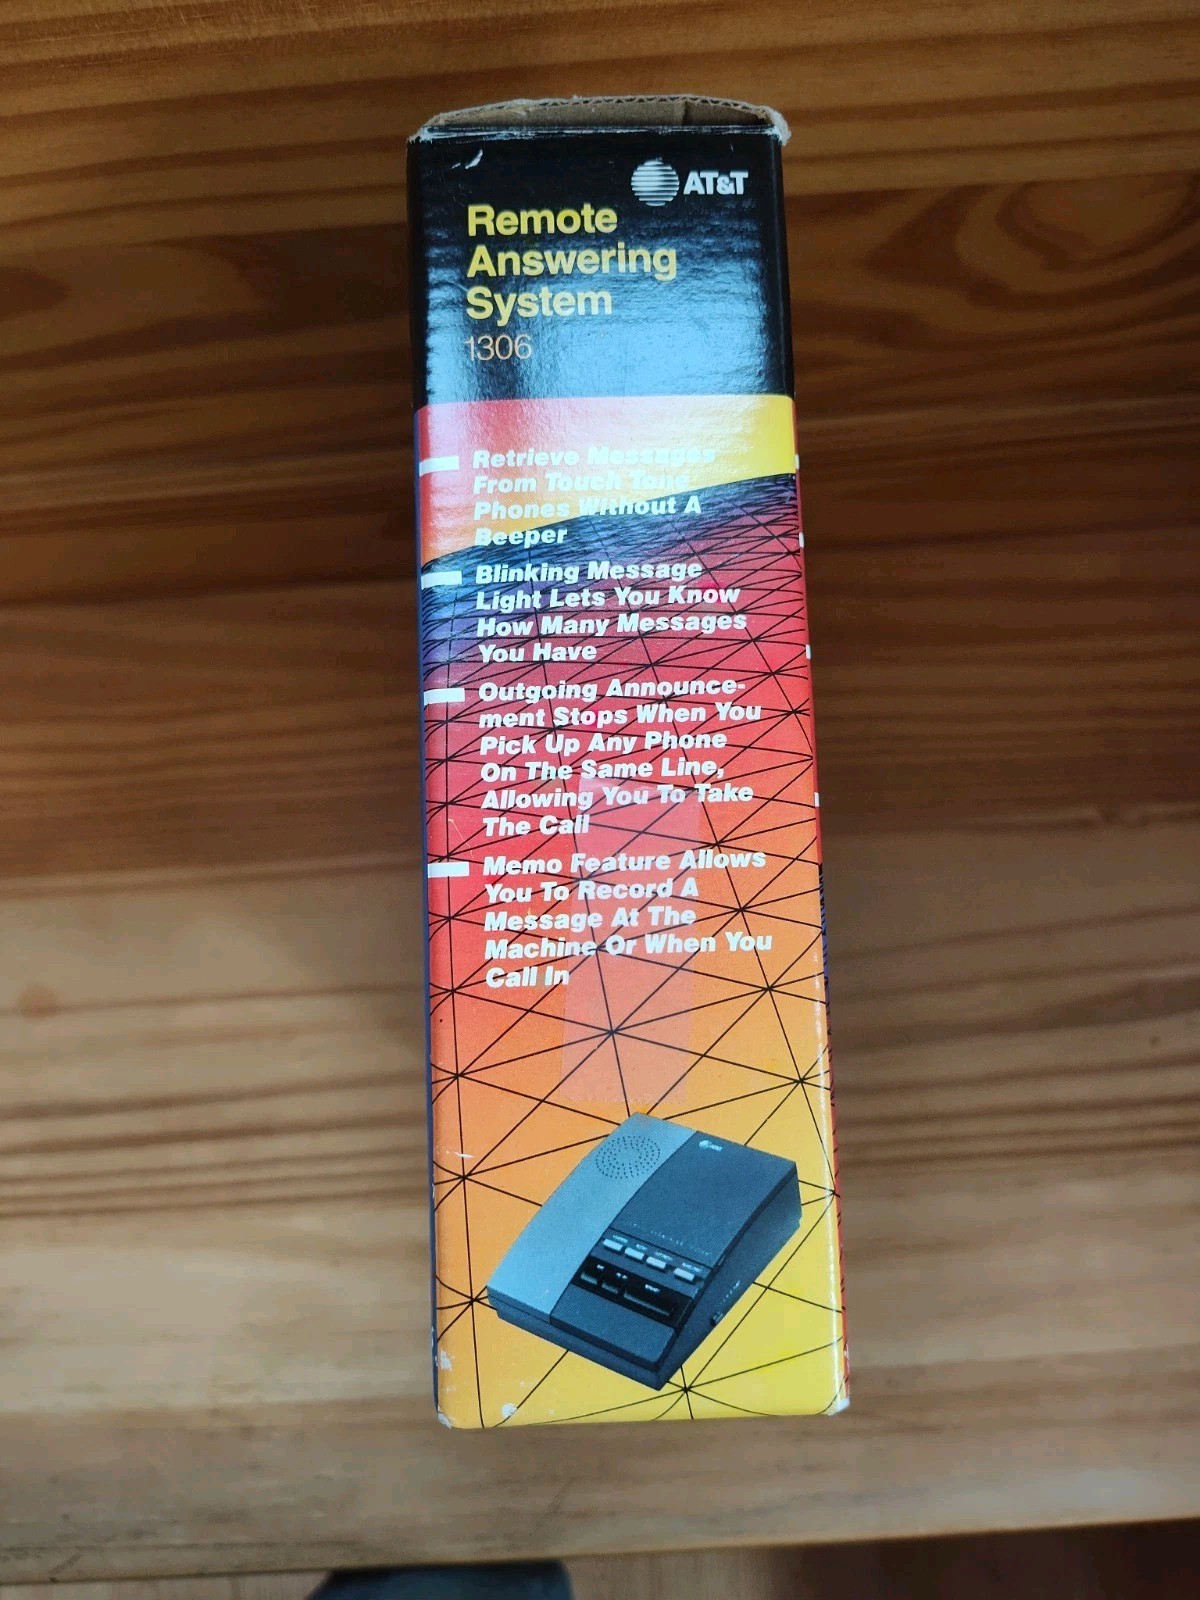 AT&T
Remote
Answering
System
1306
Retrieve Messages
From Touch Tone
Phones Without A
Beeper
Blinking Message
Light Lets You Know
How Many Messages
You Have
Outgoing Announce-
ment Stops When You
Pick Up Any Phone
On The Same Line,
Allowing You To Take
The Call
Memo Feature Allows
You To Record A
Message At The
Machine Or When You
Call In